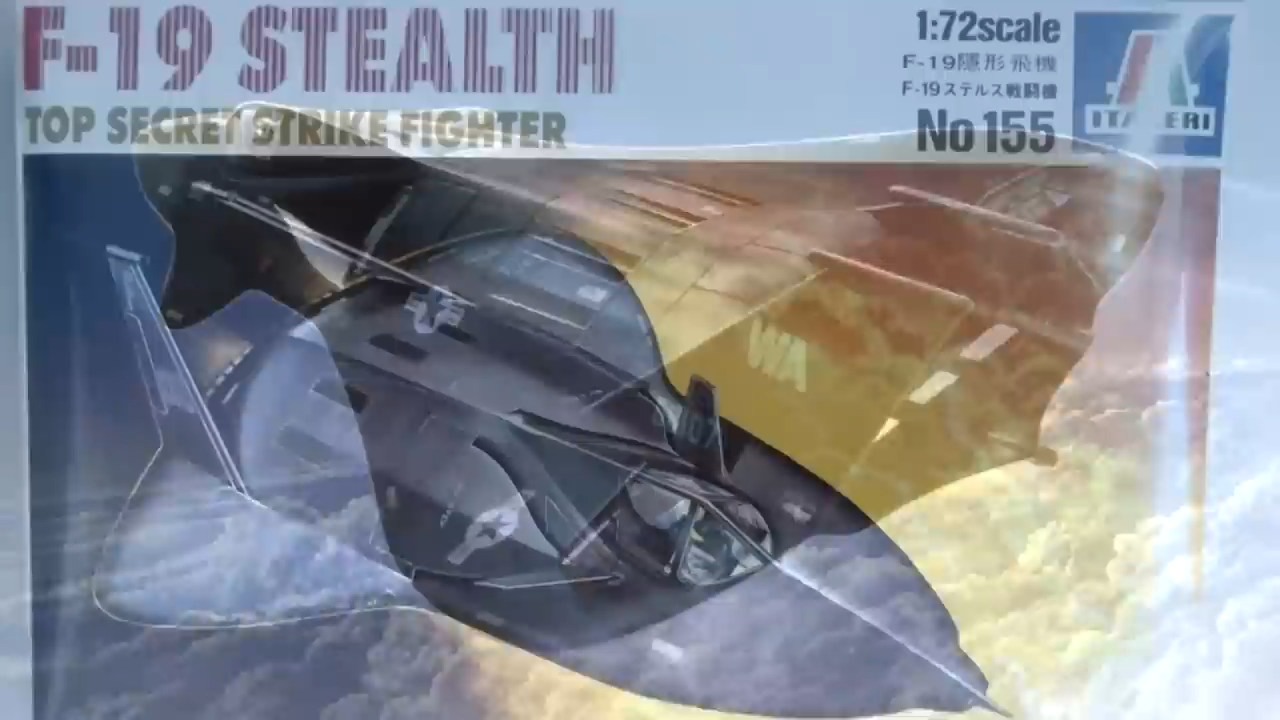 F-19 STEALTH
TOP SECRET STRIKE FIGHTER
1:72scale
F-19隱形飛機
F-19ステルス戦闘機
No 155
ITALERI
WA